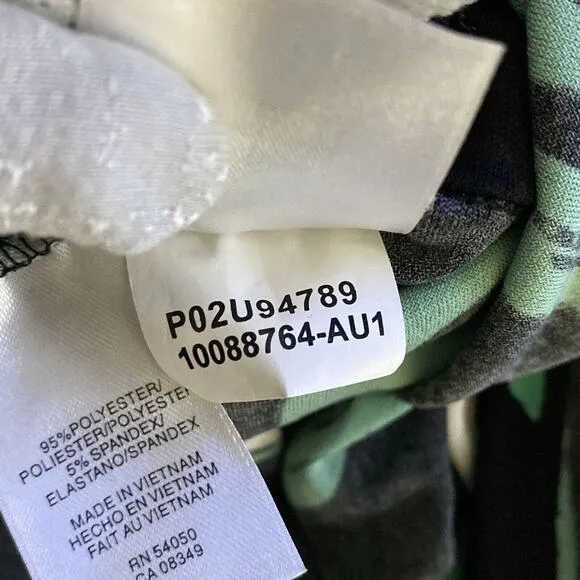 P02U94789
10088764-AU1
95%POLYESTER/
POLIESTER/POLYESTER
5% SPANDEX/
ELASTANO/SPANDEX
MADE IN VIETNAM
HECHO EN VIETNAM
FAIT AU VIETNAM
RN 54050
CA 08349